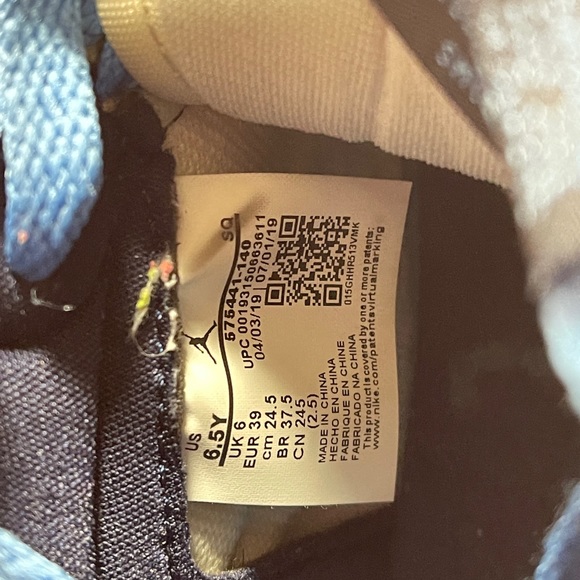 US
6.5Y
UK 6
EUR 39
cm 24.5
BR 37.5
CN 245
(2.5)
SQ
575441-140
UPC 00193150663611
04/03/19 | 07/01/19
015GHHR513VMK
MADE IN CHINA
HECHO EN CHINA
FABRIQUE EN CHINE
FABRICADO NA CHINA
This product is covered by one or more patents:
www.nike.com/patentsvirtualmarking